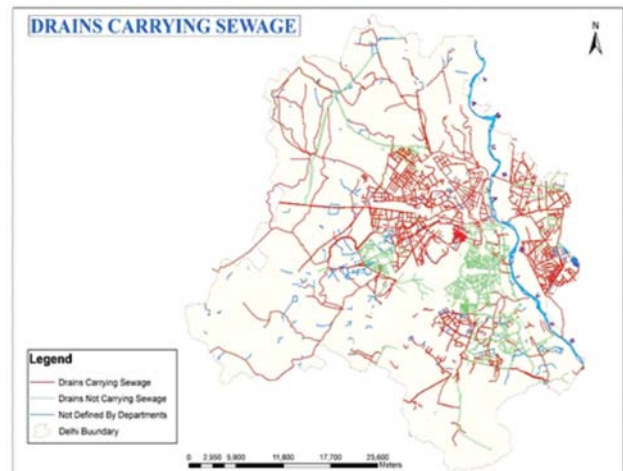 DRAINS CARRYING SEWAGE
N
Legend
Drains Carrying Sewage
Drains Not Carrying Sewage
Not Defined By Departments
Delhi Buundary
0 2,950 5,900 11,800 17,700 23,600
Meters